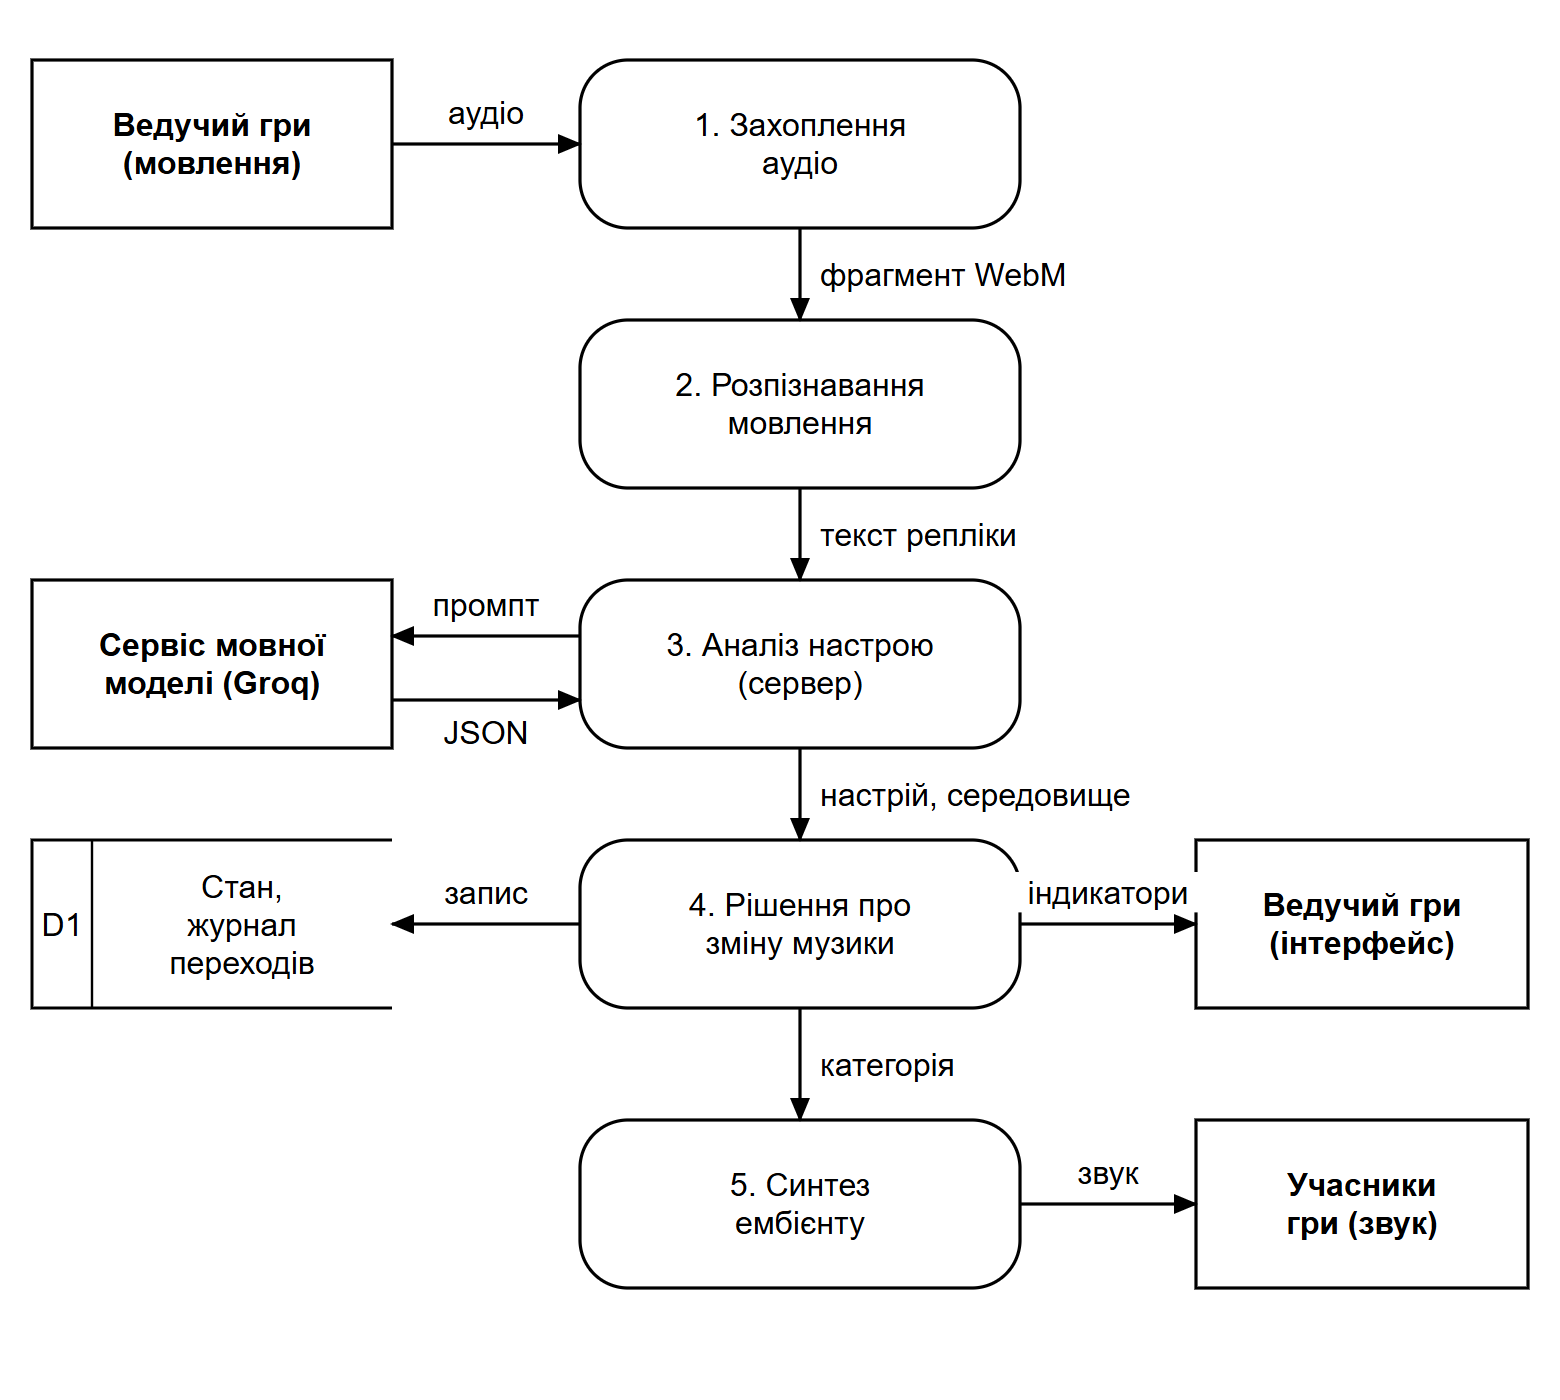 Ведучий гри
(мовлення)
аудіо
1. Захоплення
аудіо
фрагмент WebM
2. Розпізнавання
мовлення
текст репліки
Сервіс мовної
моделі (Groq)
промпт
JSON
3. Аналіз настрою
(сервер)
настрій, середовище
D1
Стан,
журнал
переходів
запис
4. Рішення про
зміну музики
індикатори
Ведучий гри
(інтерфейс)
категорія
5. Синтез
ембієнту
звук
Учасники
гри (звук)